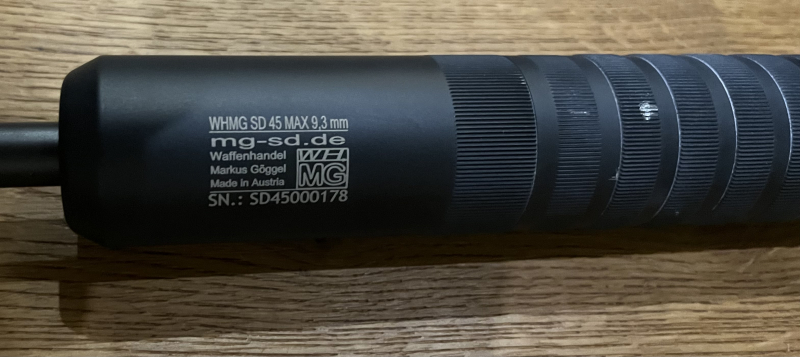 WHMG SD 45 MAX 9,3 mm
mg-sd.de
Waffenhandel
Markus Göggel
Made in Austria
WH
MG
SN.: SD45000178